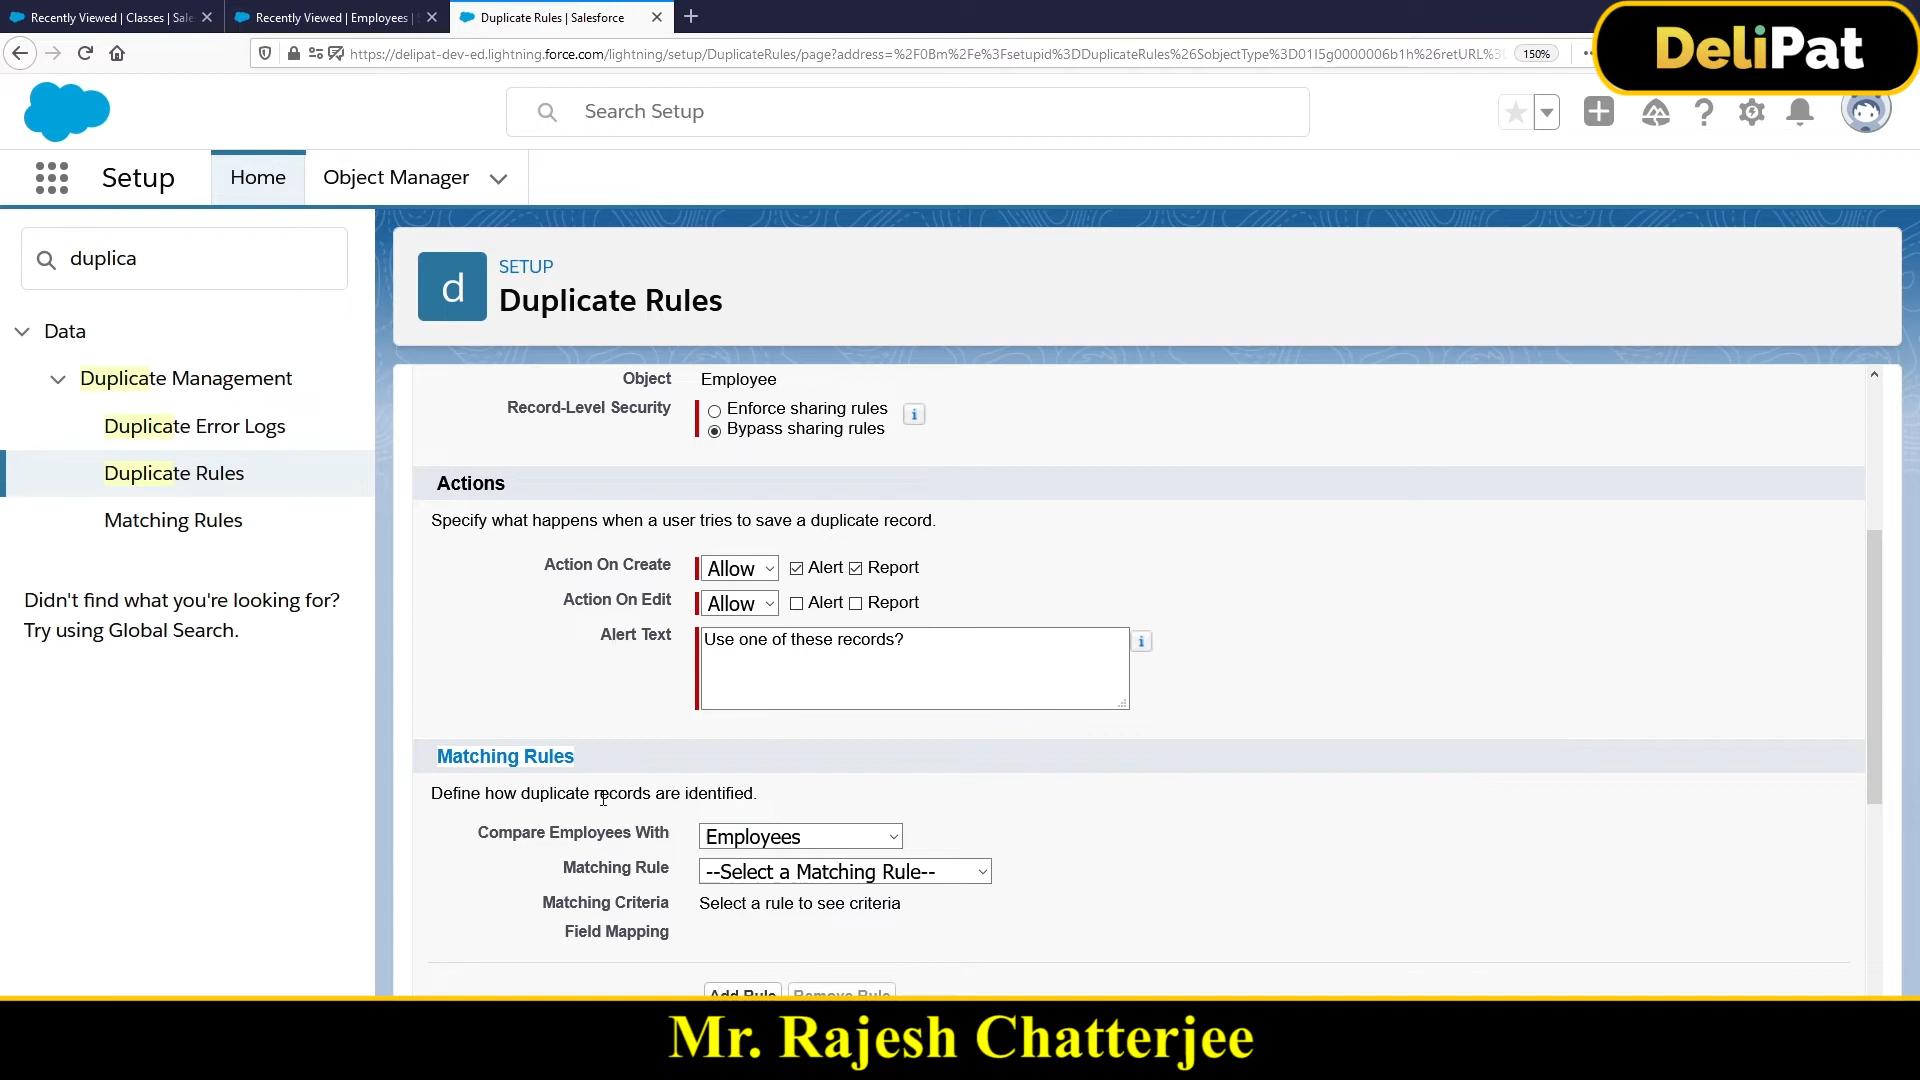 Recently Viewed | Classes | Sale
Recently Viewed | Employees |
Duplicate Rules | Salesforce
https://delipat-dev-ed.lightning.force.com/lightning/setup/DuplicateRules/page?address=%2F0Bm%2Fe%3Fsetupid%3DDuplicateRules%26SobjectType%3D01I5g0000006b1h%26retURL%3
150%
DeliPat
Search Setup
Setup
Home
Object Manager
duplica
Data
Duplicate Management
Duplicate Error Logs
Duplicate Rules
Matching Rules
Didn't find what you're looking for?
Try using Global Search.
d
SETUP
Duplicate Rules
Object Employee
Record-Level Security Enforce sharing rules
Bypass sharing rules
Actions
Specify what happens when a user tries to save a duplicate record.
Action On Create Allow Alert Report
Action On Edit Allow Alert Report
Alert Text Use one of these records?
Matching Rules
Define how duplicate records are identified.
Compare Employees With Employees
Matching Rule --Select a Matching Rule--
Matching Criteria Select a rule to see criteria
Field Mapping
Add Rule Remove Rule
Mr. Rajesh Chatterjee